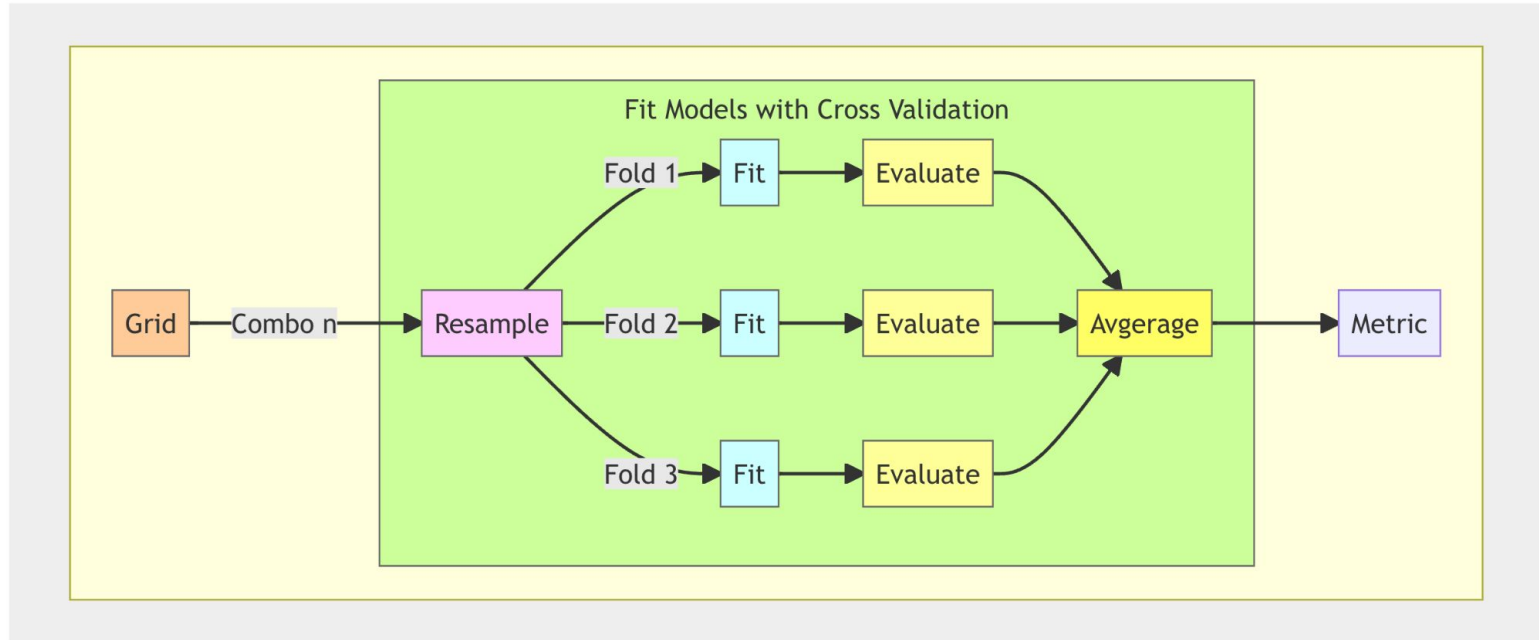 Fit Models with Cross Validation
Fold 1
Fit
Evaluate
Grid
Combo n
Resample
Fold 2
Fit
Evaluate
Avgerage
Metric
Fold 3
Fit
Evaluate